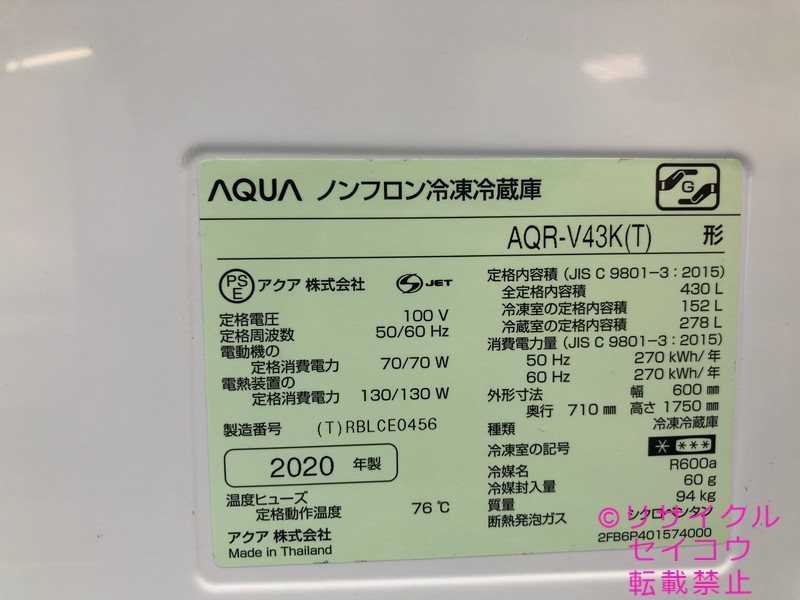 AQUA ノンフロン冷凍冷蔵庫
G
AQR-V43K(T) 形
PS E アクア 株式会社 S JET
定格電圧 100 V
定格周波数 50/60 Hz
電動機の
定格消費電力 70/70 W
電熱装置の
定格消費電力 130/130 W
製造番号 (T)RBLCE0456
2020 年製
温度ヒューズ
定格動作温度 76 ℃
アクア 株式会社
Made in Thailand
定格内容積 (JIS C 9801-3:2015)
全定格内容積 430 L
冷凍室の定格内容積 152 L
冷蔵室の定格内容積 278 L
消費電力量 (JIS C 9801-3:2015)
50 Hz 270 kWh/年
60 Hz 270 kWh/年
外形寸法 幅 600 ㎜
奥行 710 ㎜ 高さ 1750 ㎜
種類 冷凍冷蔵庫
冷凍室の記号 * ***
冷媒名 R600a
冷媒封入量 60 g
質量 94 kg
断熱発泡ガス シクロペンタン
2FB6P401574000
©リサイクル
セイコウ
転載禁止